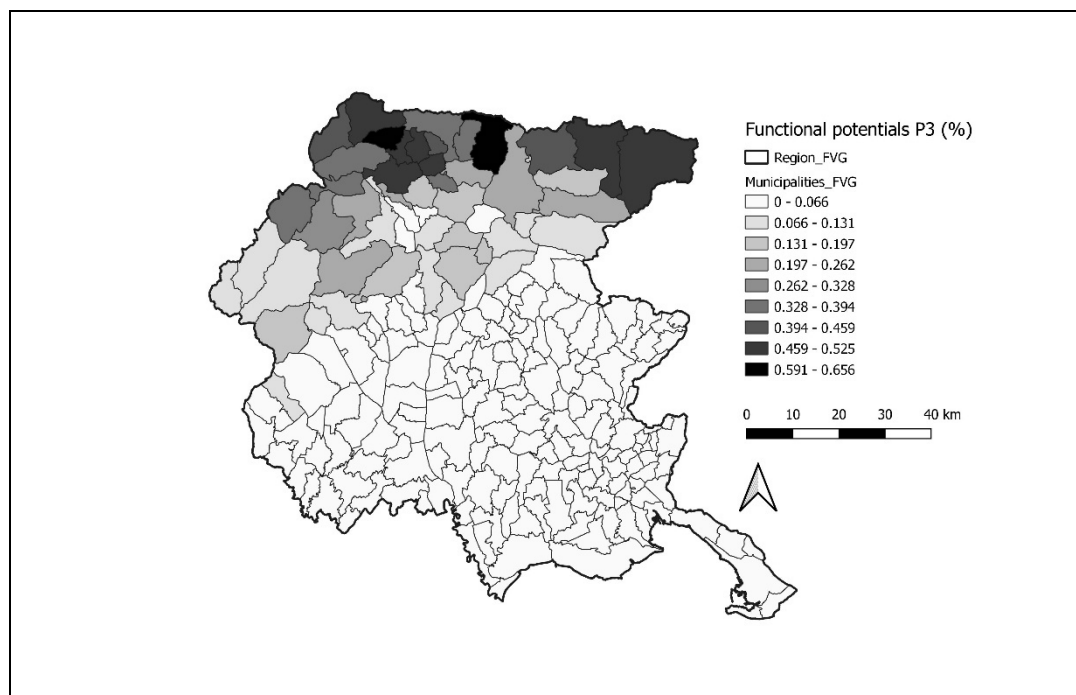 Functional potentials P3 (%)
Region_FVG
Municipalities_FVG
0 - 0.066
0.066 - 0.131
0.131 - 0.197
0.197 - 0.262
0.262 - 0.328
0.328 - 0.394
0.394 - 0.459
0.459 - 0.525
0.591 - 0.656
0 10 20 30 40 km